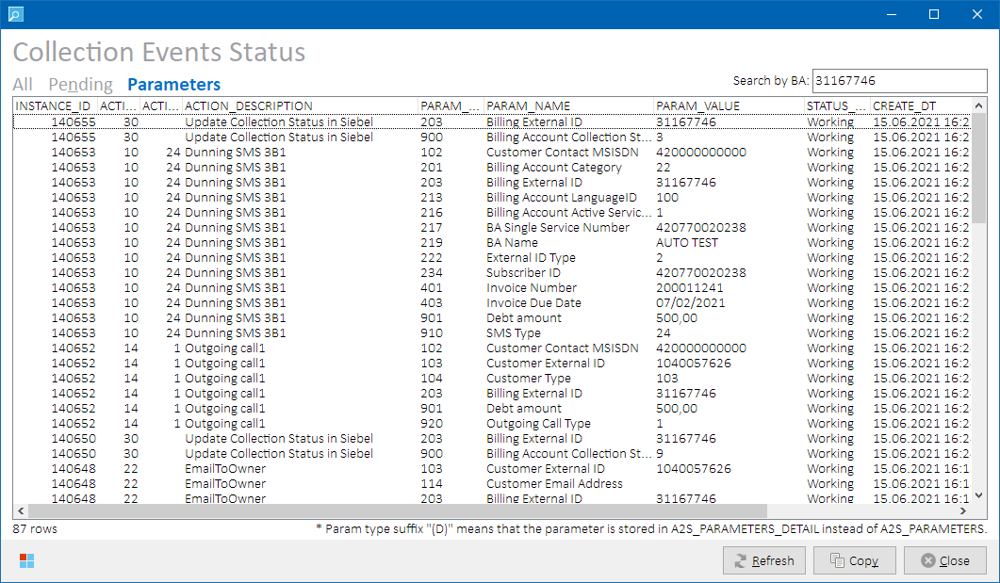 Collection Events Status
All Pending Parameters
Search by BA: 31167746
INSTANCE_ID ACTI... ACTI... ACTION_DESCRIPTION PARAM_... PARAM_NAME PARAM_VALUE STATUS_... CREATE_DT
140655 30 Update Collection Status in Siebel 203 Billing External ID 31167746 Working 15.06.2021 16:2
140655 30 Update Collection Status in Siebel 900 Billing Account Collection St... 3 Working 15.06.2021 16:2
140653 10 24 Dunning SMS 3B1 102 Customer Contact MSISDN 420000000000 Working 15.06.2021 16:2
140653 10 24 Dunning SMS 3B1 201 Billing Account Category 22 Working 15.06.2021 16:2
140653 10 24 Dunning SMS 3B1 203 Billing External ID 31167746 Working 15.06.2021 16:2
140653 10 24 Dunning SMS 3B1 213 Billing Account LanguageID 100 Working 15.06.2021 16:2
140653 10 24 Dunning SMS 3B1 216 Billing Account Active Servic... 1 Working 15.06.2021 16:2
140653 10 24 Dunning SMS 3B1 217 BA Single Service Number 420770020238 Working 15.06.2021 16:2
140653 10 24 Dunning SMS 3B1 219 BA Name AUTO TEST Working 15.06.2021 16:2
140653 10 24 Dunning SMS 3B1 222 External ID Type 2 Working 15.06.2021 16:2
140653 10 24 Dunning SMS 3B1 234 Subscriber ID 420770020238 Working 15.06.2021 16:2
140653 10 24 Dunning SMS 3B1 401 Invoice Number 200011241 Working 15.06.2021 16:2
140653 10 24 Dunning SMS 3B1 403 Invoice Due Date 07/02/2021 Working 15.06.2021 16:2
140653 10 24 Dunning SMS 3B1 901 Debt amount 500,00 Working 15.06.2021 16:2
140653 10 24 Dunning SMS 3B1 910 SMS Type 24 Working 15.06.2021 16:2
140652 14 1 Outgoing call1 102 Customer Contact MSISDN 420000000000 Working 15.06.2021 16:2
140652 14 1 Outgoing call1 103 Customer External ID 1040057626 Working 15.06.2021 16:2
140652 14 1 Outgoing call1 104 Customer Type 103 Working 15.06.2021 16:2
140652 14 1 Outgoing call1 203 Billing External ID 31167746 Working 15.06.2021 16:2
140652 14 1 Outgoing call1 901 Debt amount 500,00 Working 15.06.2021 16:2
140652 14 1 Outgoing call1 920 Outgoing Call Type 1 Working 15.06.2021 16:2
140650 30 Update Collection Status in Siebel 203 Billing External ID 31167746 Working 15.06.2021 16:2
140650 30 Update Collection Status in Siebel 900 Billing Account Collection St... 9 Working 15.06.2021 16:2
140648 22 EmailToOwner 103 Customer External ID 1040057626 Working 15.06.2021 16:1
140648 22 EmailToOwner 114 Customer Email Address Working 15.06.2021 16:1
140648 22 EmailToOwner 203 Billing External ID 31167746 Working 15.06.2021 16:1
87 rows * Param type suffix "(D)" means that the parameter is stored in A2S_PARAMETERS_DETAIL instead of A2S_PARAMETERS.
Refresh Copy Close